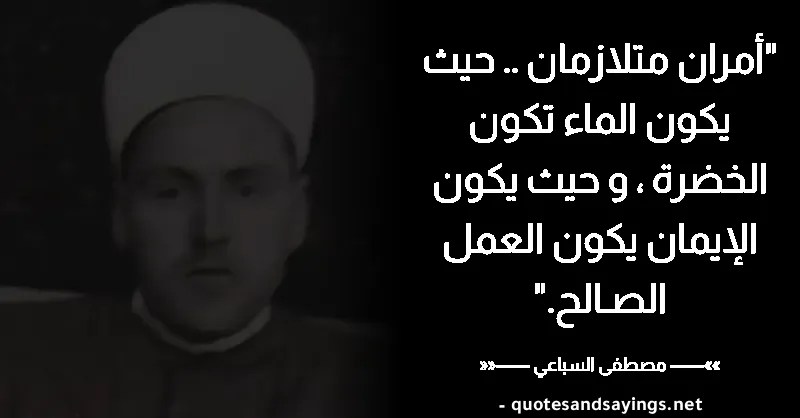 "أمران متلازمان .. حيث
يكون الماء تكون
الخضرة ، و حيث يكون
الإيمان يكون العمل
الصالح."
»»—— مصطفى السباعي ——««
- quotesandsayings.net